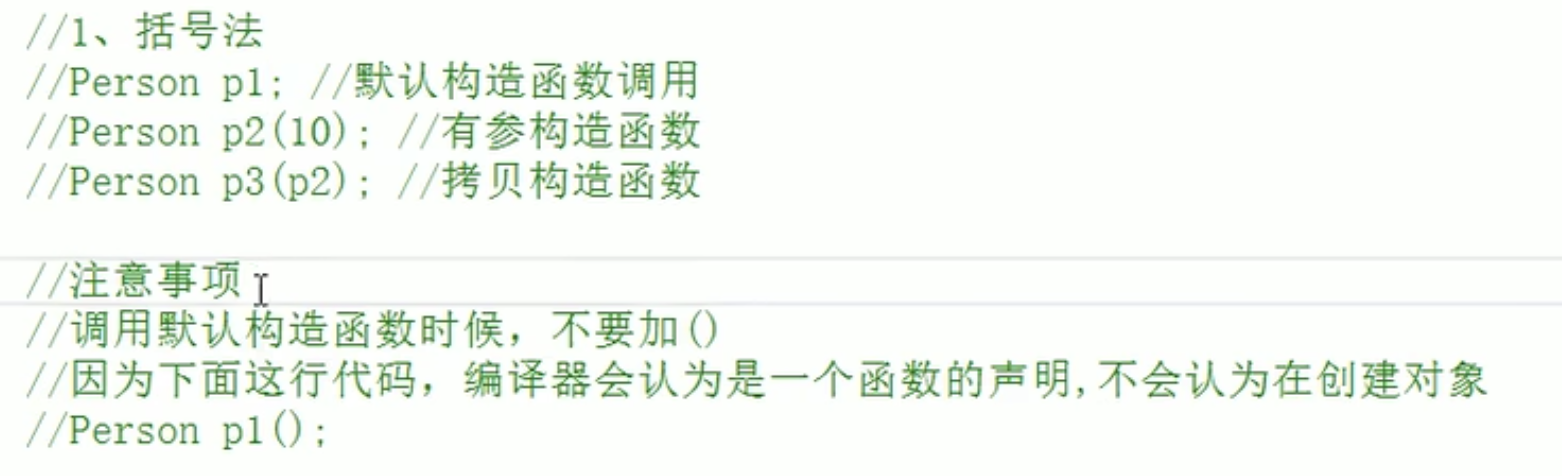 //1、括号法
//Person p1; //默认构造函数调用
//Person p2(10); //有参构造函数
//Person p3(p2); //拷贝构造函数
//注意事项
//调用默认构造函数时候，不要加()
//因为下面这行代码，编译器会认为是一个函数的声明,不会认为在创建对象
//Person p1();